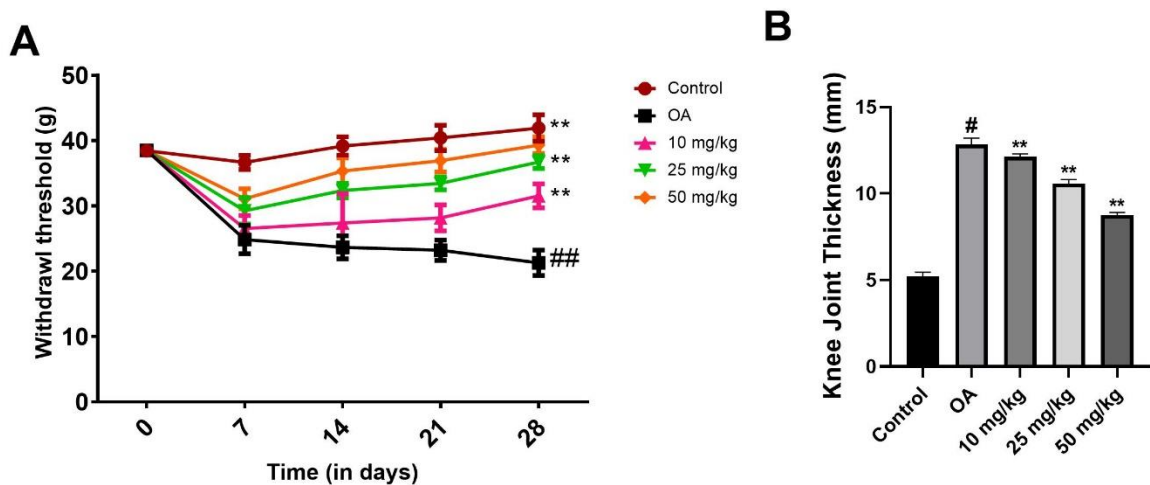 A
Withdrawl threshold (g)
50
40
30
20
10
0
**
**
**
##
0
7
14
21
28
Time (in days)
Control
OA
10 mg/kg
25 mg/kg
50 mg/kg
B
Knee Joint Thickness (mm)
15
10
5
0
#
**
**
**
Control
OA
10 mg/kg
25 mg/kg
50 mg/kg